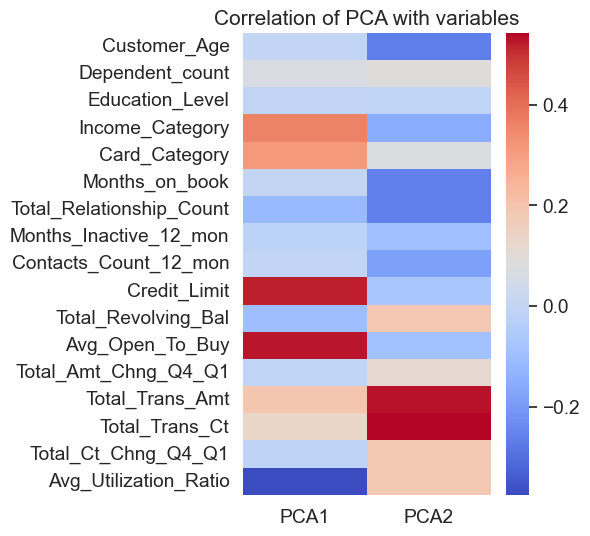 Correlation of PCA with variables
Customer_Age
Dependent_count
Education_Level
Income_Category
Card_Category
Months_on_book
Total_Relationship_Count
Months_Inactive_12_mon
Contacts_Count_12_mon
Credit_Limit
Total_Revolving_Bal
Avg_Open_To_Buy
Total_Amt_Chng_Q4_Q1
Total_Trans_Amt
Total_Trans_Ct
Total_Ct_Chng_Q4_Q1
Avg_Utilization_Ratio
PCA1 PCA2
0.4
0.2
0.0
−0.2